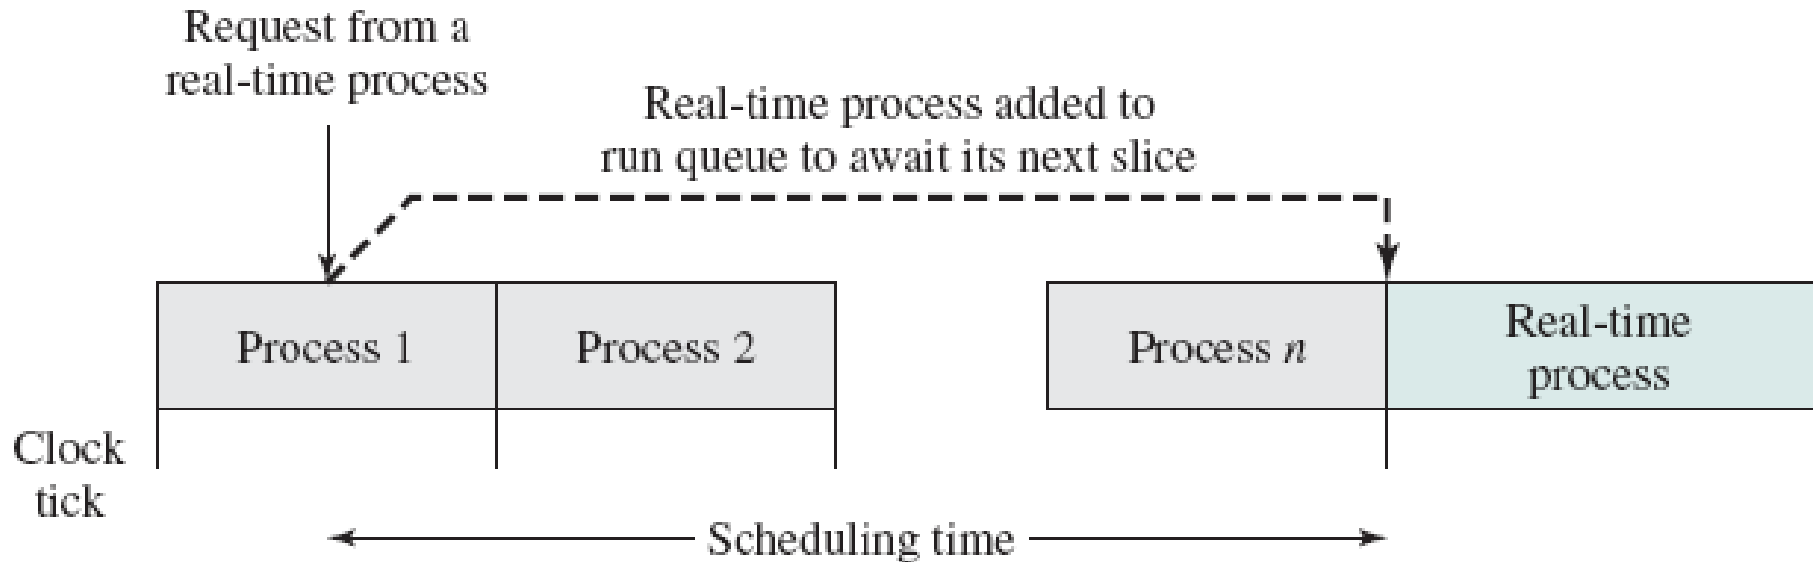 Request from a
real-time process
Real-time process added to
run queue to await its next slice
Process 1
Process 2
Process n
Real-time
process
Clock
tick
Scheduling time